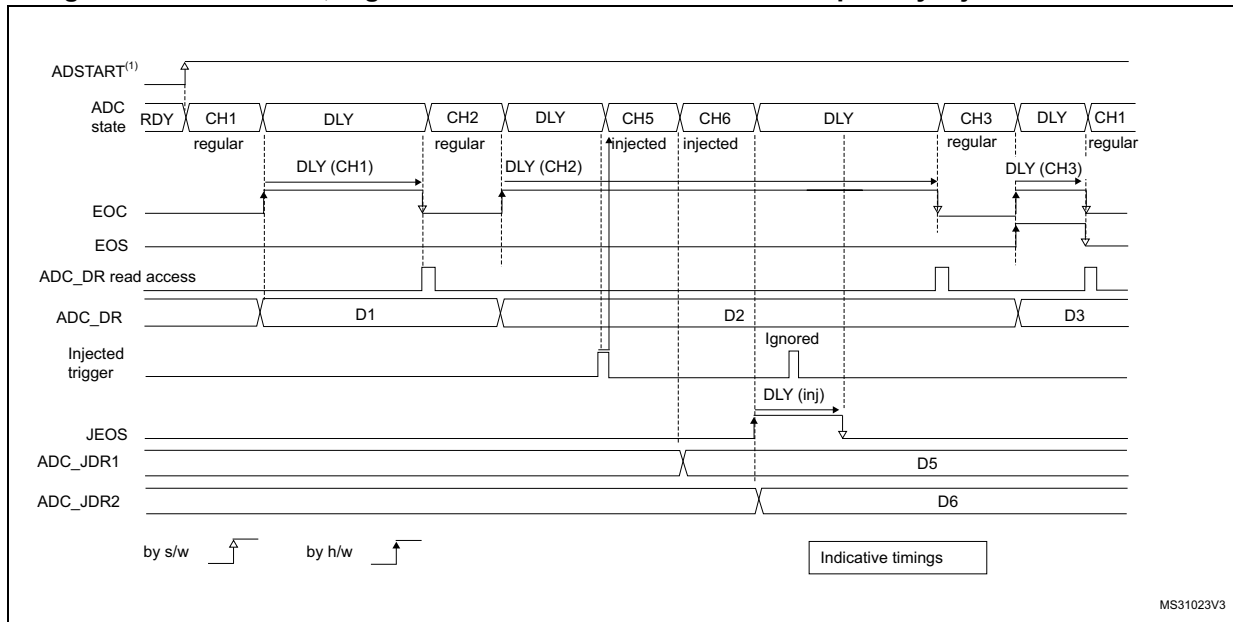 ADSTART(1)
ADC state
RDY CH1 DLY CH2 DLY CH5 CH6 DLY CH3 DLY CH1
regular regular injected injected regular regular
DLY (CH1) DLY (CH2) DLY (CH3)
EOC
EOS
ADC_DR read access
ADC_DR D1 D2 D3
Ignored
Injected trigger
DLY (inj)
JEOS
ADC_JDR1 D5
ADC_JDR2 D6
by s/w by h/w Indicative timings
MS31023V3